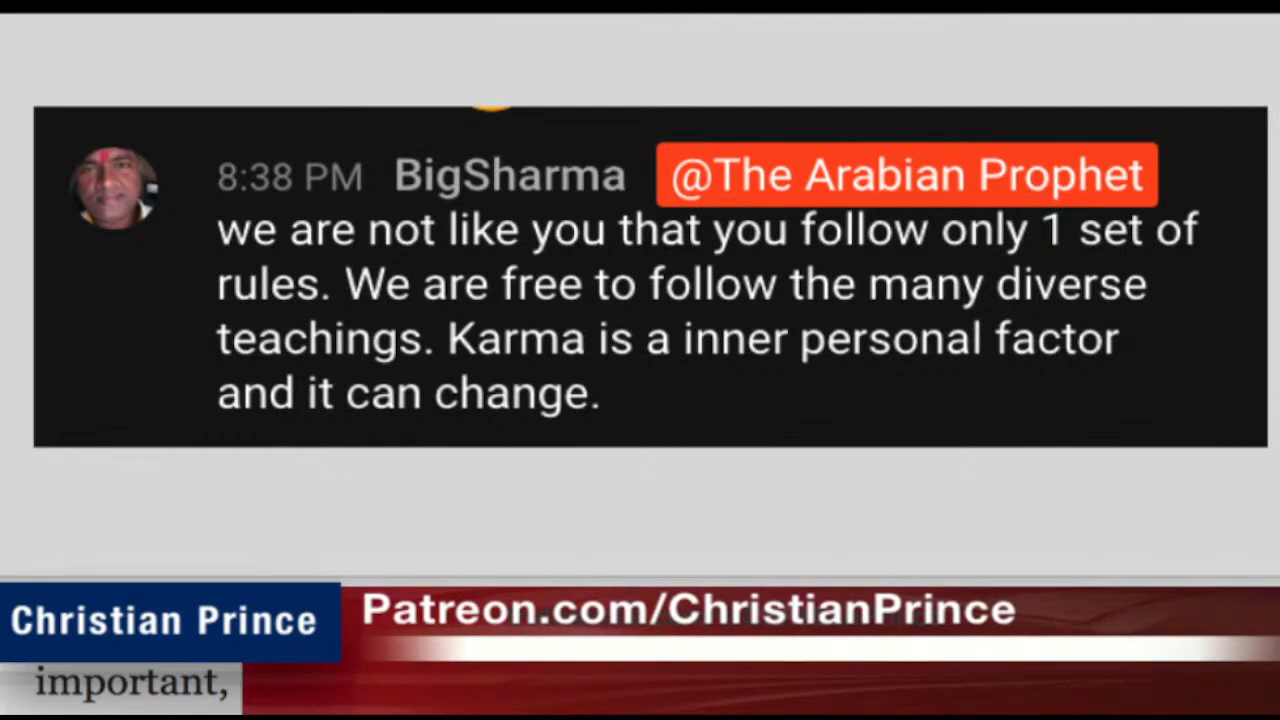 8:38 PM BigSharma @The Arabian Prophet
we are not like you that you follow only 1 set of
rules. We are free to follow the many diverse
teachings. Karma is a inner personal factor
and it can change.
Patreon.com/ChristianPrince
Christian Prince
important,